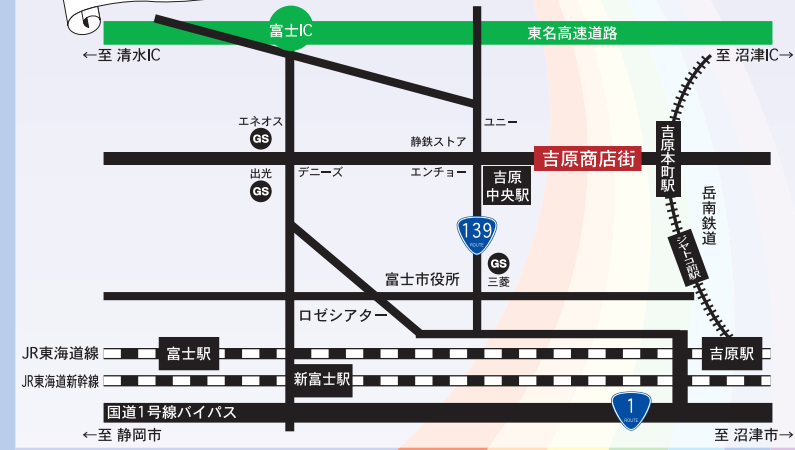 富士IC
東名高速道路
←至 清水IC
至 沼津IC→
エネオス
GS
ユニー
静鉄ストア
吉原商店街
吉原本町駅
出光
GS
デニーズ
エンチョー
吉原
中央駅
岳南鉄道
139
ROUTE
ジヤトコ前駅
GS
三菱
富士市役所
ロゼシアター
JR東海道線
富士駅
吉原駅
JR東海道新幹線
新富士駅
国道1号線バイパス
1
ROUTE
←至 静岡市
至 沼津市→